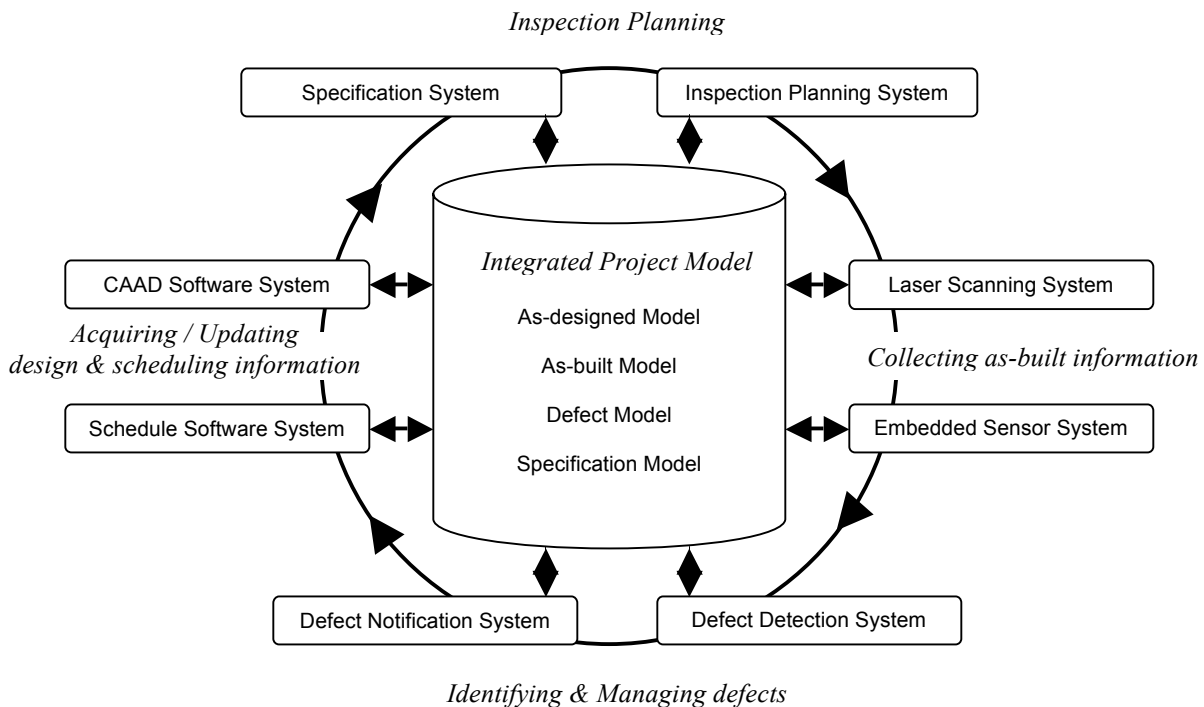 Inspection Planning
Specification System
Inspection Planning System
Integrated Project Model
CAAD Software System
Laser Scanning System
As-designed Model
Acquiring / Updating
design & scheduling information
As-built Model
Collecting as-built information
Defect Model
Schedule Software System
Embedded Sensor System
Specification Model
Defect Notification System
Defect Detection System
Identifying & Managing defects